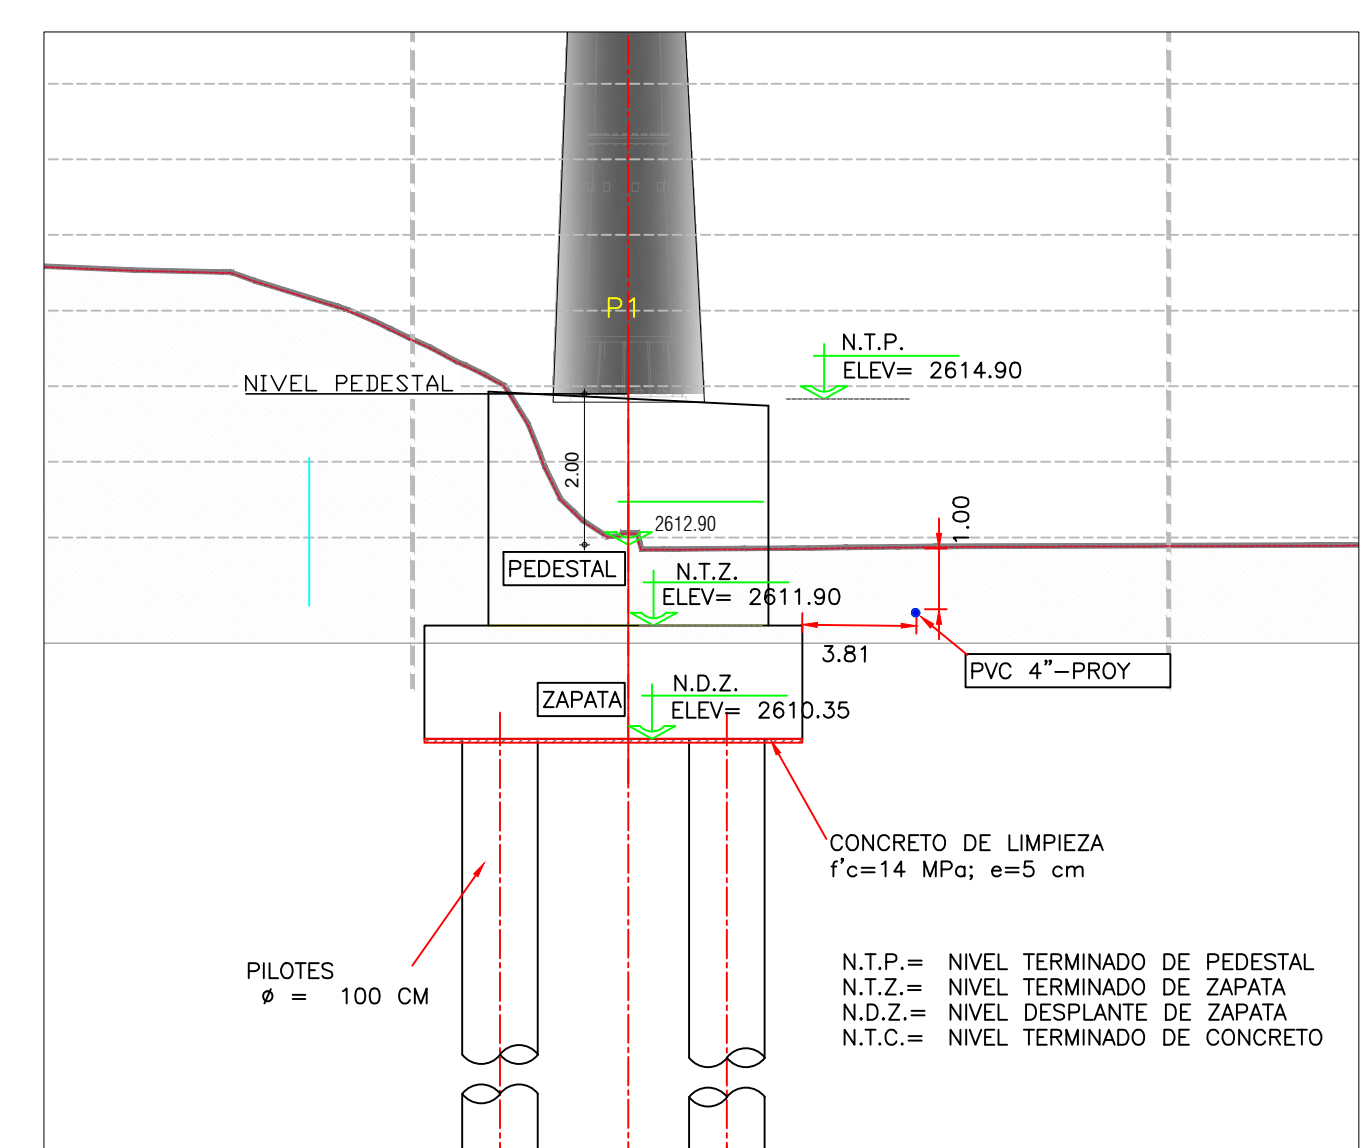 P1
N.T.P.
ELEV= 2614.90
NIVEL PEDESTAL
2.00
1.00
2612.90
PEDESTAL
N.T.Z.
ELEV= 2611.90
3.81
PVC 4"-PROY
ZAPATA
N.D.Z.
ELEV= 2610.35
CONCRETO DE LIMPIEZA
f'c=14 MPa; e=5 cm
PILOTES
ø = 100 CM
N.T.P.= NIVEL TERMINADO DE PEDESTAL
N.T.Z.= NIVEL TERMINADO DE ZAPATA
N.D.Z.= NIVEL DESPLANTE DE ZAPATA
N.T.C.= NIVEL TERMINADO DE CONCRETO